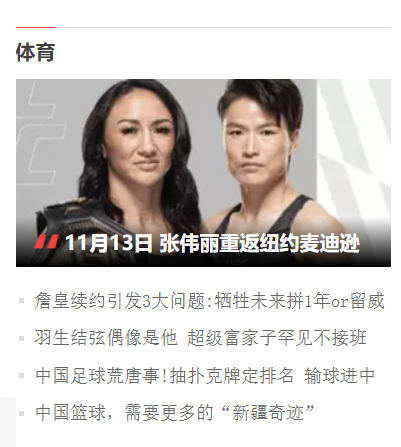 体育
11月13日 张伟丽重返纽约麦迪逊
詹皇续约引发3大问题:牺牲未来拼1年or留威
羽生结弦偶像是他 超级富家子罕见不接班
中国足球荒唐事!抽扑克牌定排名 输球进中
中国篮球，需要更多的“新疆奇迹”